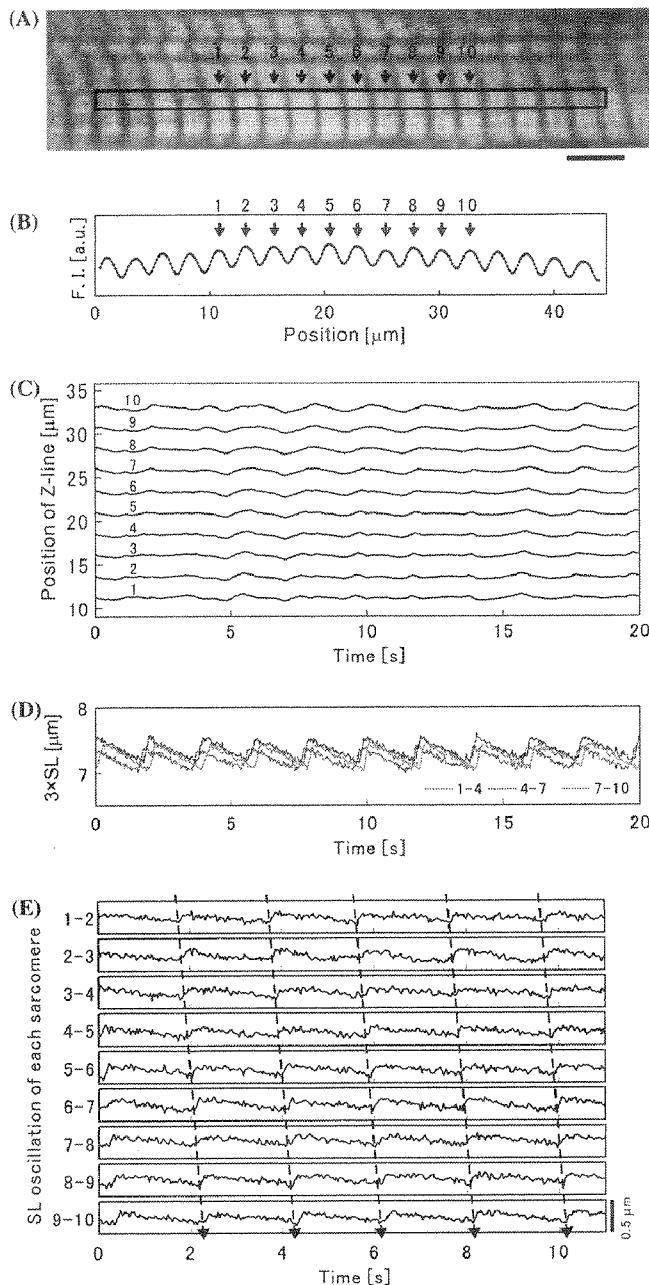 (A)
1 2 3 4 5 6 7 8 9 10
(B)
1 2 3 4 5 6 7 8 9 10
F. I. [a.u.]
0 10 20 30 40
Position [μm]
(C)
Position of Z-line [μm]
35
30
25
20
15
10
10
9
8
7
6
5
4
3
2
1
0 5 10 15 20
Time [s]
(D)
3×SL [μm]
8
7
1-4 4-7 7-10
0 5 10 15 20
Time [s]
(E)
SL oscillation of each sarcomere
1-2
2-3
3-4
4-5
5-6
6-7
7-8
8-9
9-10
0.5 μm
0 2 4 6 8 10
Time [s]